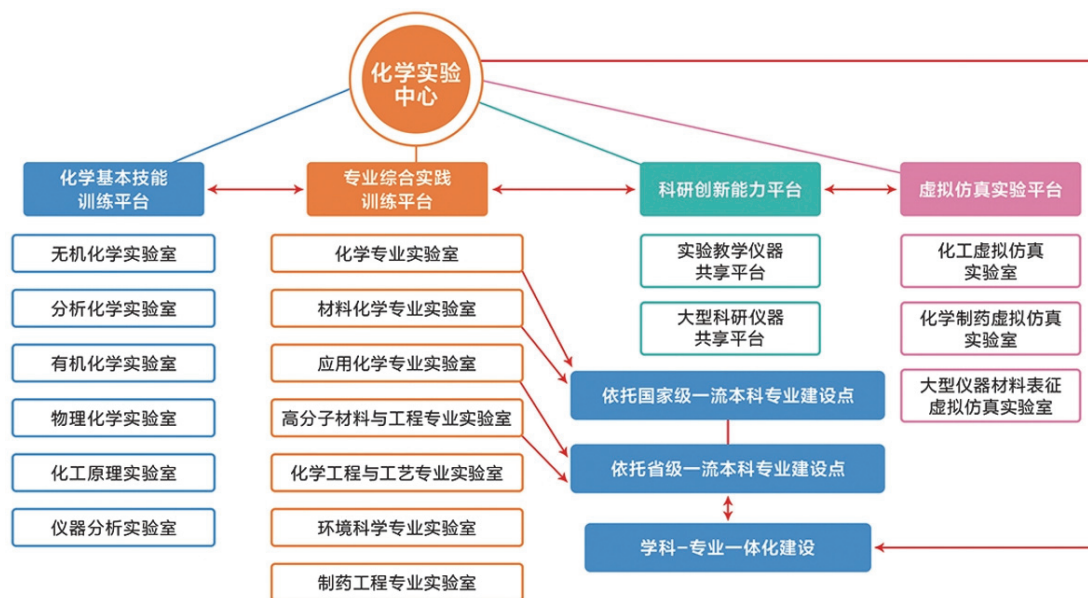 化学实验
中心
化学基本技能
训练平台
专业综合实践
训练平台
科研创新能力平台
虚拟仿真实验平台
无机化学实验室
分析化学实验室
有机化学实验室
物理化学实验室
化工原理实验室
仪器分析实验室
化学专业实验室
材料化学专业实验室
应用化学专业实验室
高分子材料与工程专业实验室
化学工程与工艺专业实验室
环境科学专业实验室
制药工程专业实验室
实验教学仪器
共享平台
大型科研仪器
共享平台
依托国家级一流本科专业建设点
依托省级一流本科专业建设点
学科-专业一体化建设
化工虚拟仿真
实验室
化学制药虚拟仿真
实验室
大型仪器材料表征
虚拟仿真实验室